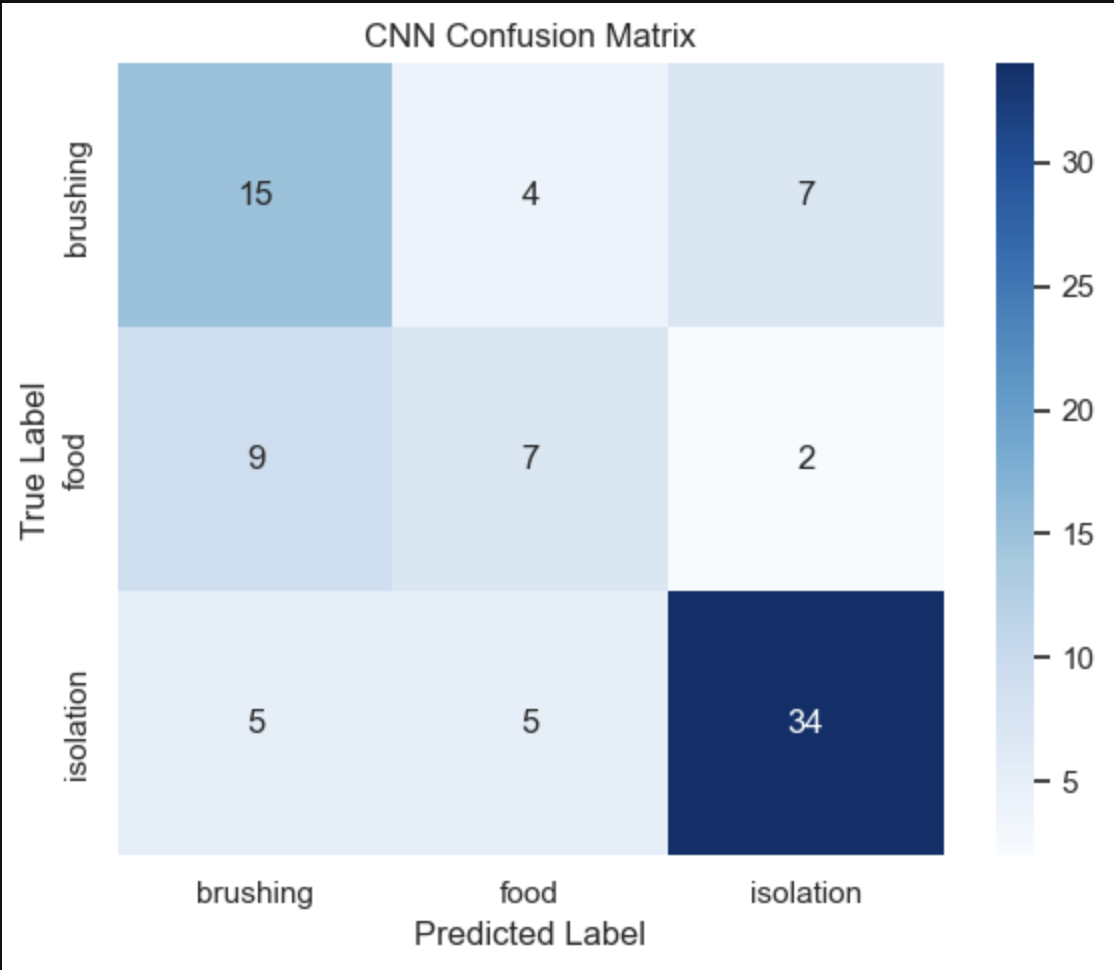 CNN Confusion Matrix
True Label
brushing
15 4 7
food
9 7 2
isolation
5 5 34
brushing food isolation
Predicted Label
30
25
20
15
10
5